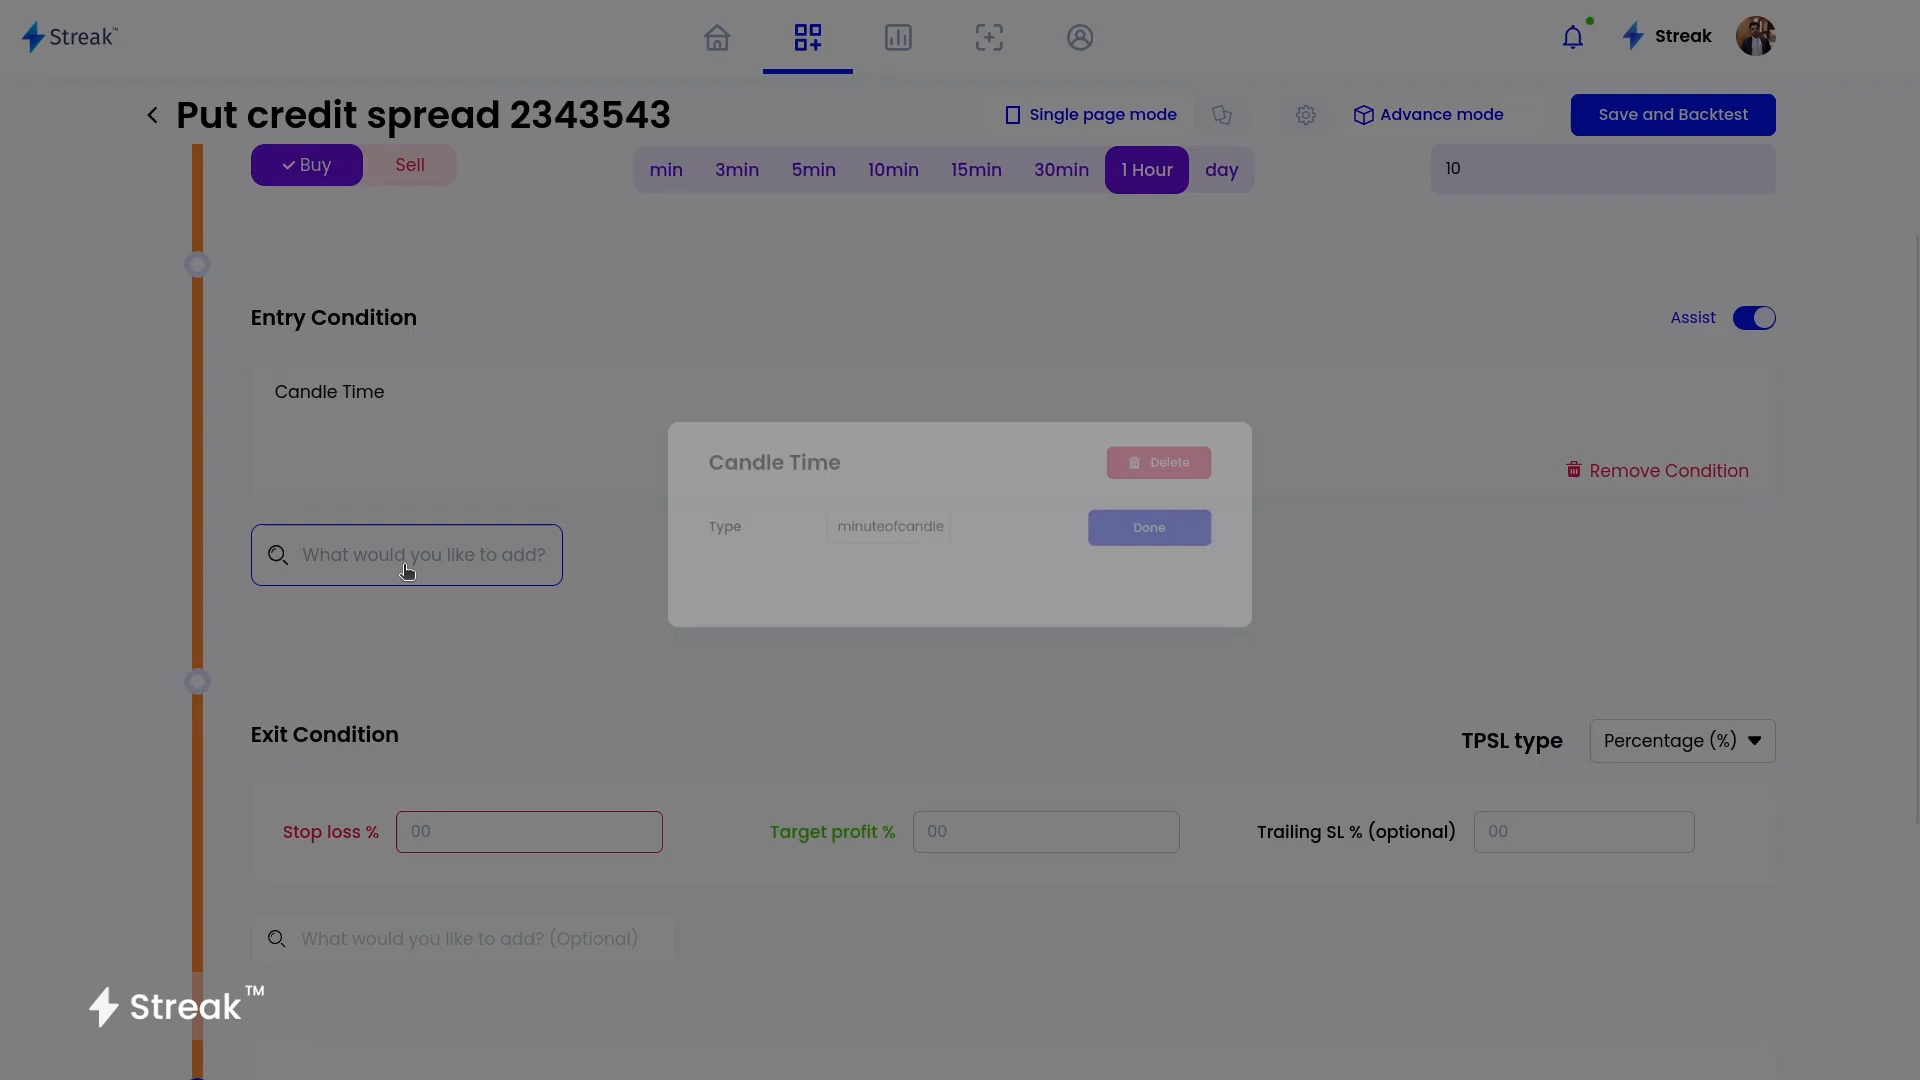 Streak™
Streak
Put credit spread 2343543
Single page mode
Advance mode
Save and Backtest
Buy
Sell
min
3min
5min
10min
15min
30min
1 Hour
day
10
Entry Condition
Assist
Candle Time
Remove Condition
Candle Time
Delete
Type
minuteofcandle
Done
What would you like to add?
Exit Condition
TPSL type
Percentage (%)
Stop loss %
00
Target profit %
00
Trailing SL % (optional)
00
What would you like to add? (Optional)
Streak™